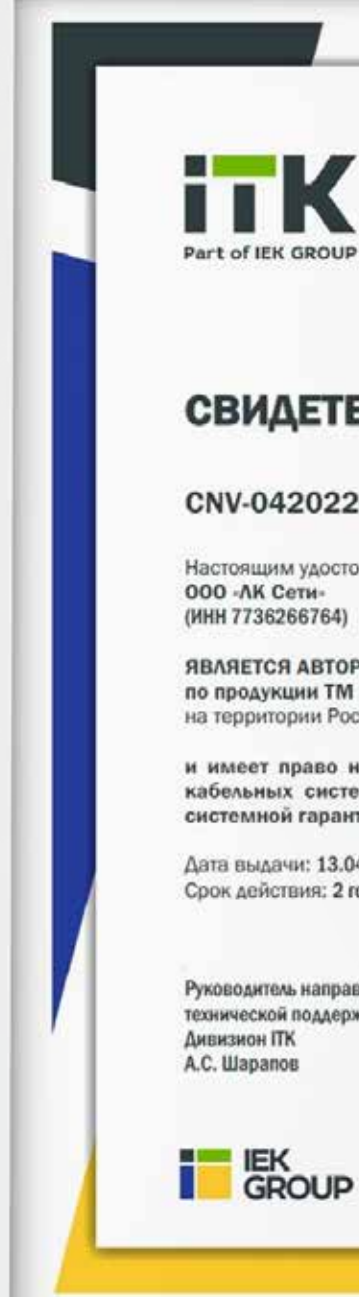 iTK
Part of IEK GROUP
СВИДЕТЕ
CNV-042022
Настоящим удосто
ООО «ЛК Сети»
(ИНН 7736266764)
ЯВЛЯЕТСЯ АВТОР
по продукции ТМ
на территории Рос
и имеет право н
кабельных систе
системной гарант
Дата выдачи: 13.04
Срок действия: 2 го
Руководитель направ
технической поддерж
Дивизион ITK
А.С. Шарапов
IEK
GROUP